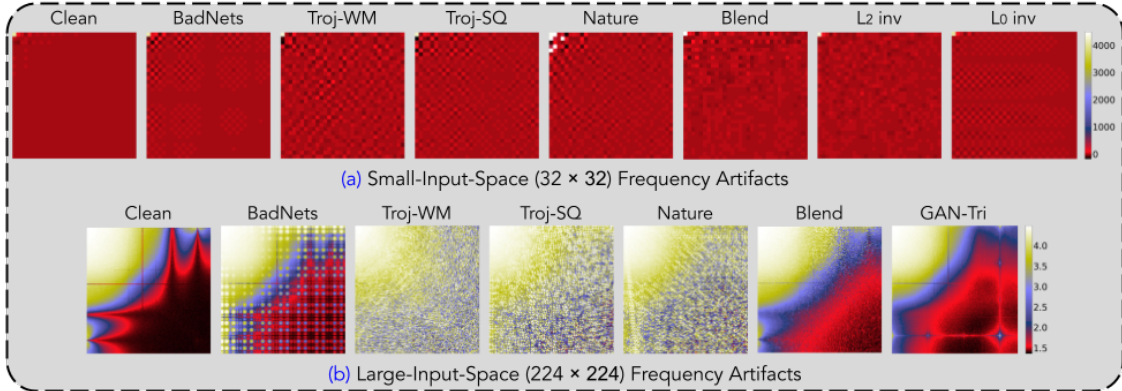 Clean BadNets Troj-WM Troj-SQ Nature Blend L2 inv L0 inv
4000
3000
2000
1000
0
(a) Small-Input-Space (32 × 32) Frequency Artifacts
Clean BadNets Troj-WM Troj-SQ Nature Blend GAN-Tri
4.0
3.5
3.0
2.5
2.0
1.5
(b) Large-Input-Space (224 × 224) Frequency Artifacts